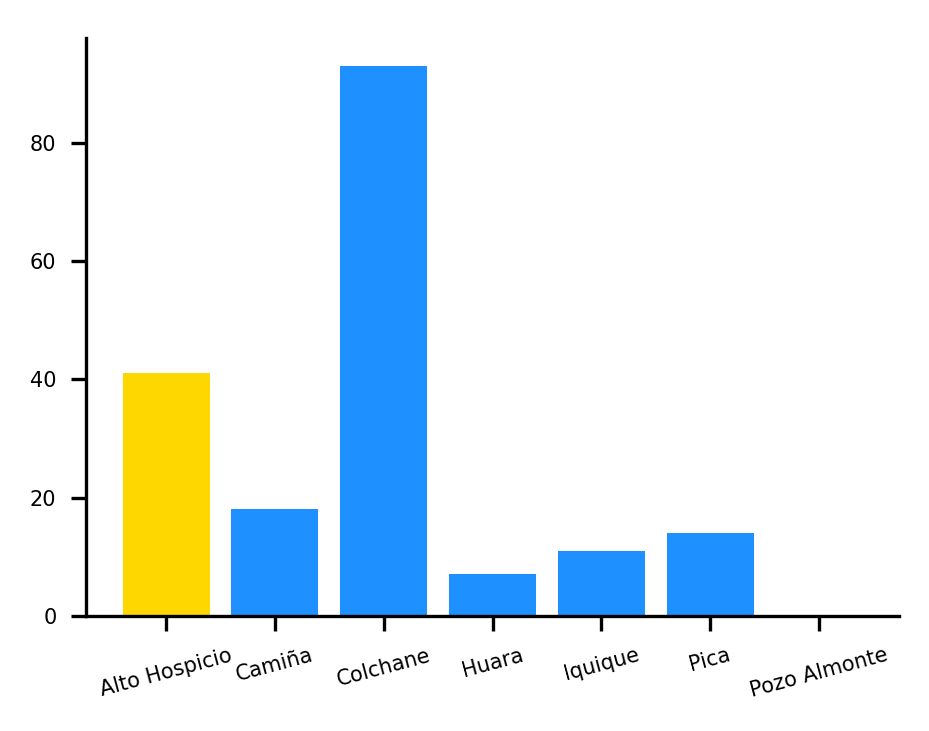 80
60
40
20
0
Alto Hospicio
Camiña
Colchane
Huara
Iquique
Pica
Pozo Almonte